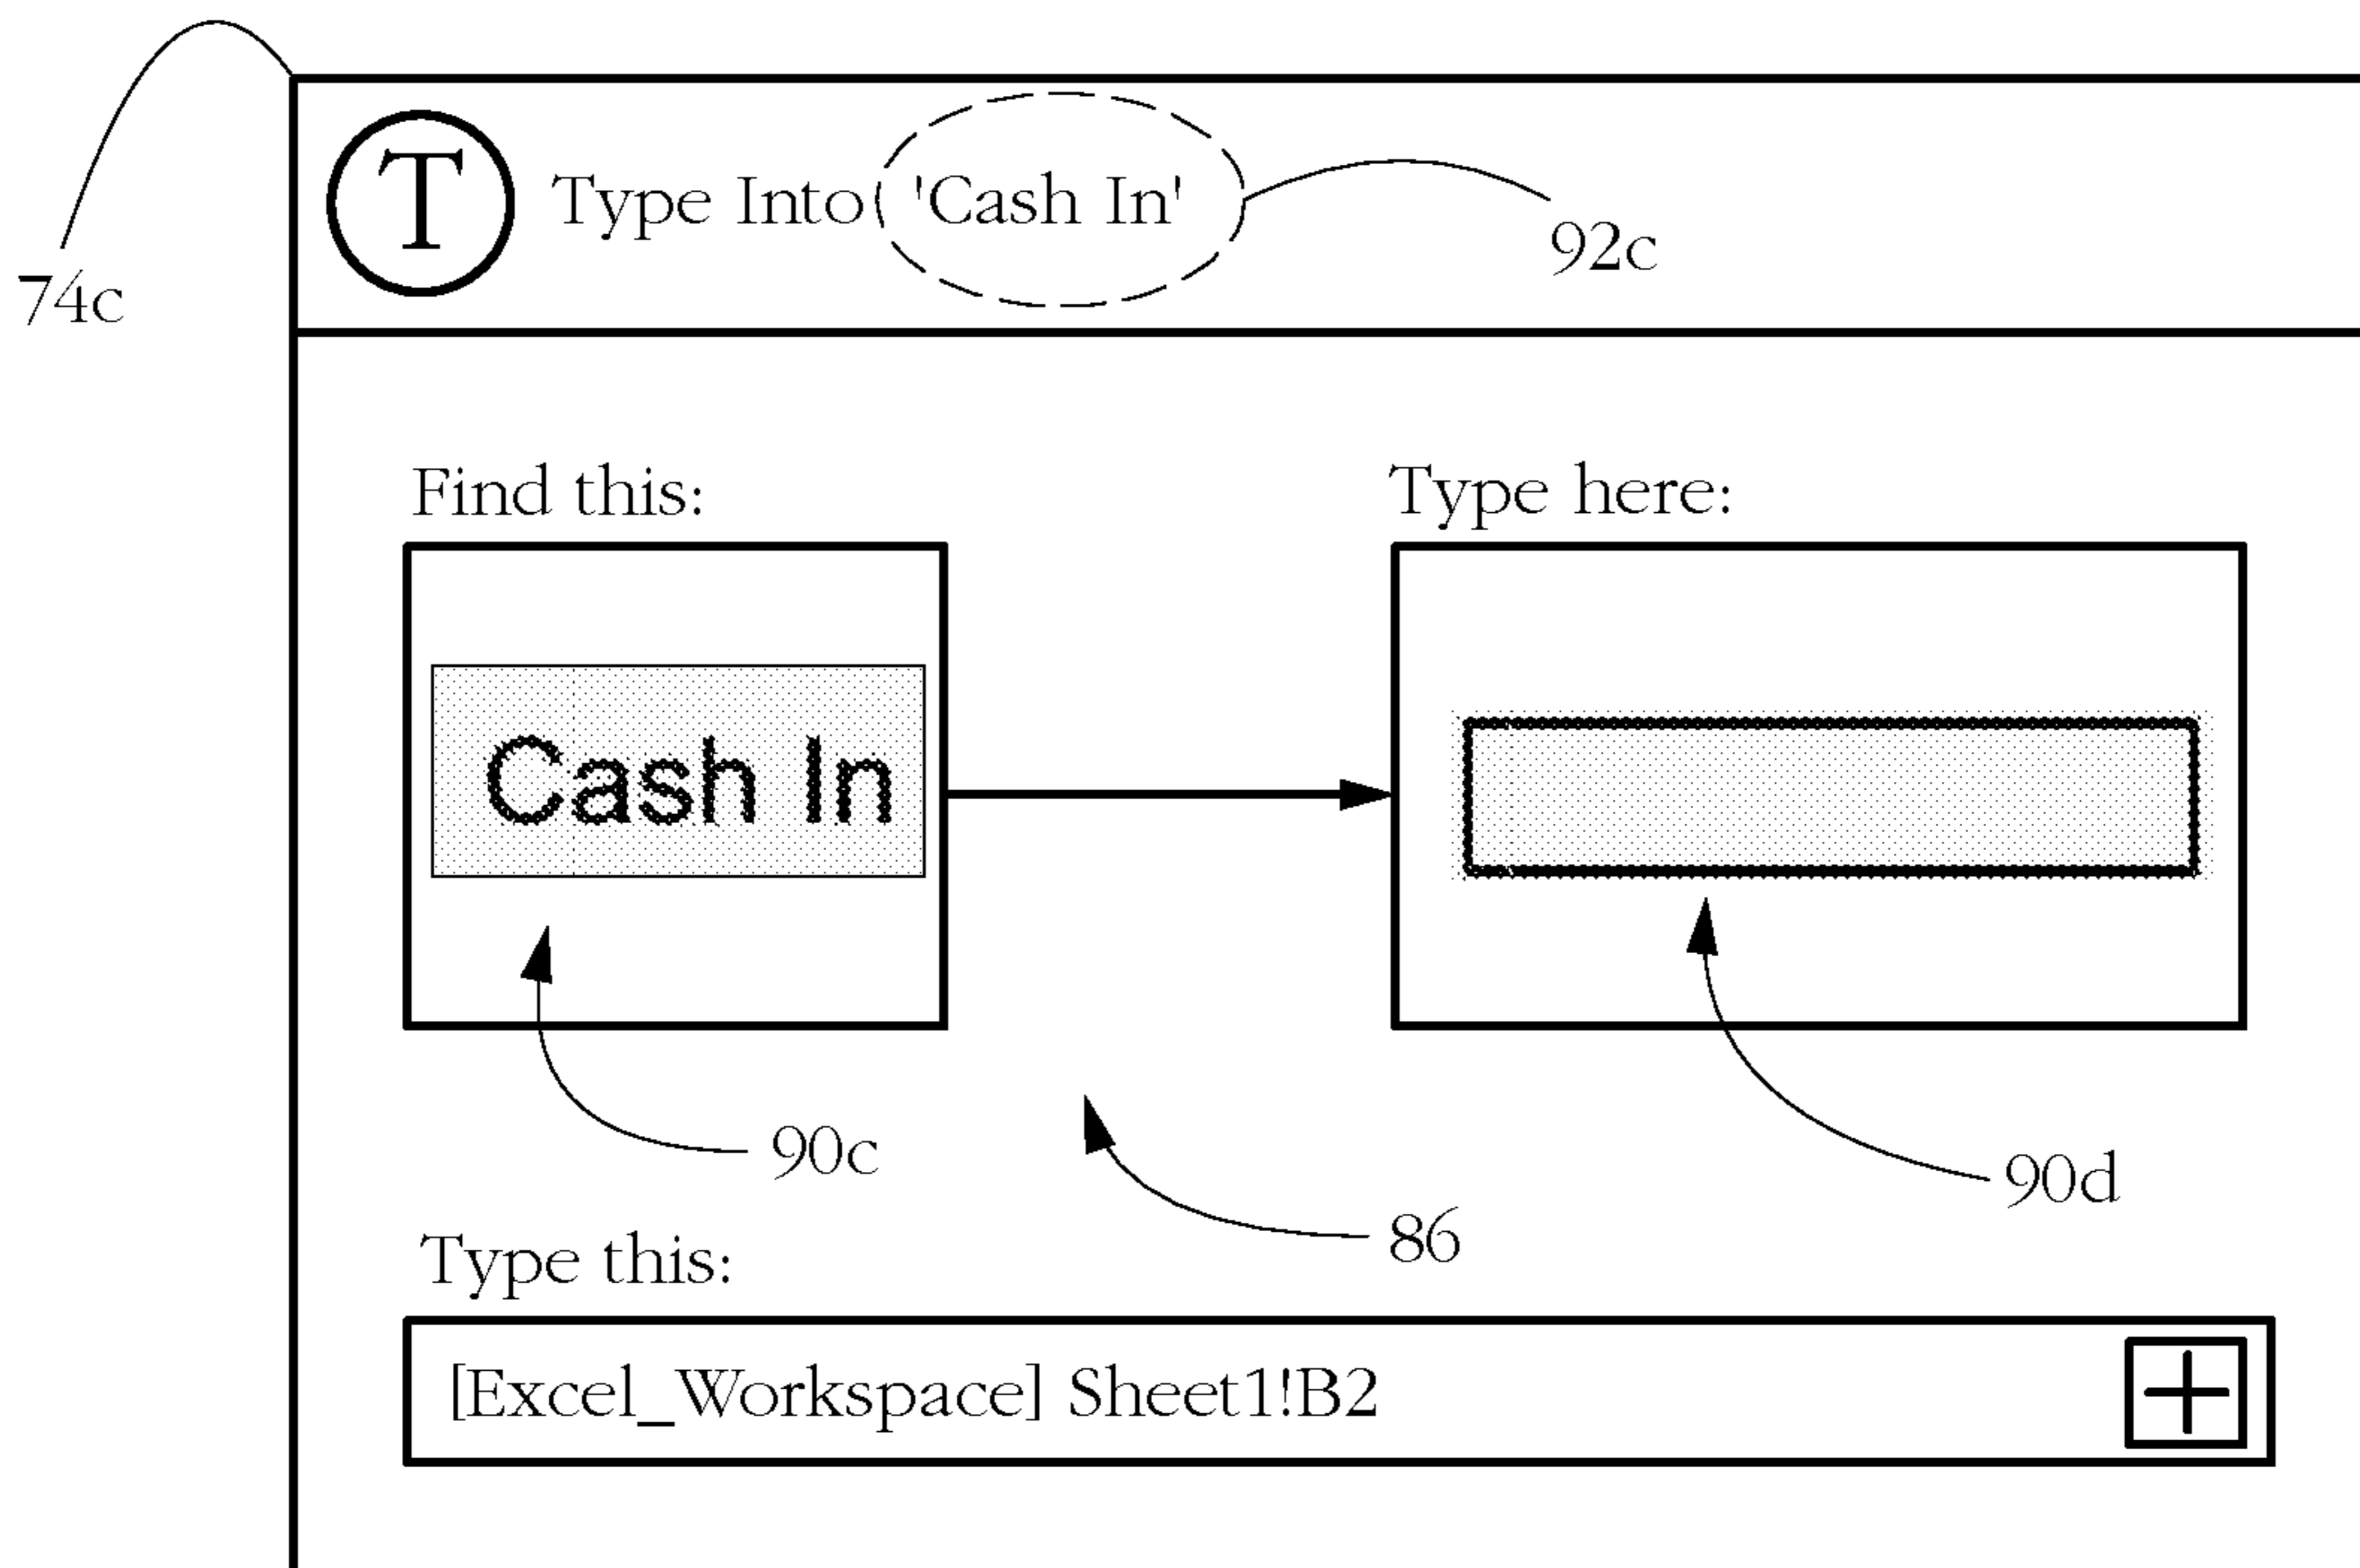 T Type Into 'Cash In'
92c
74c
Find this:
Type here:
Cash In
90c
90d
86
Type this:
[Excel_Workspace] Sheet1!B2